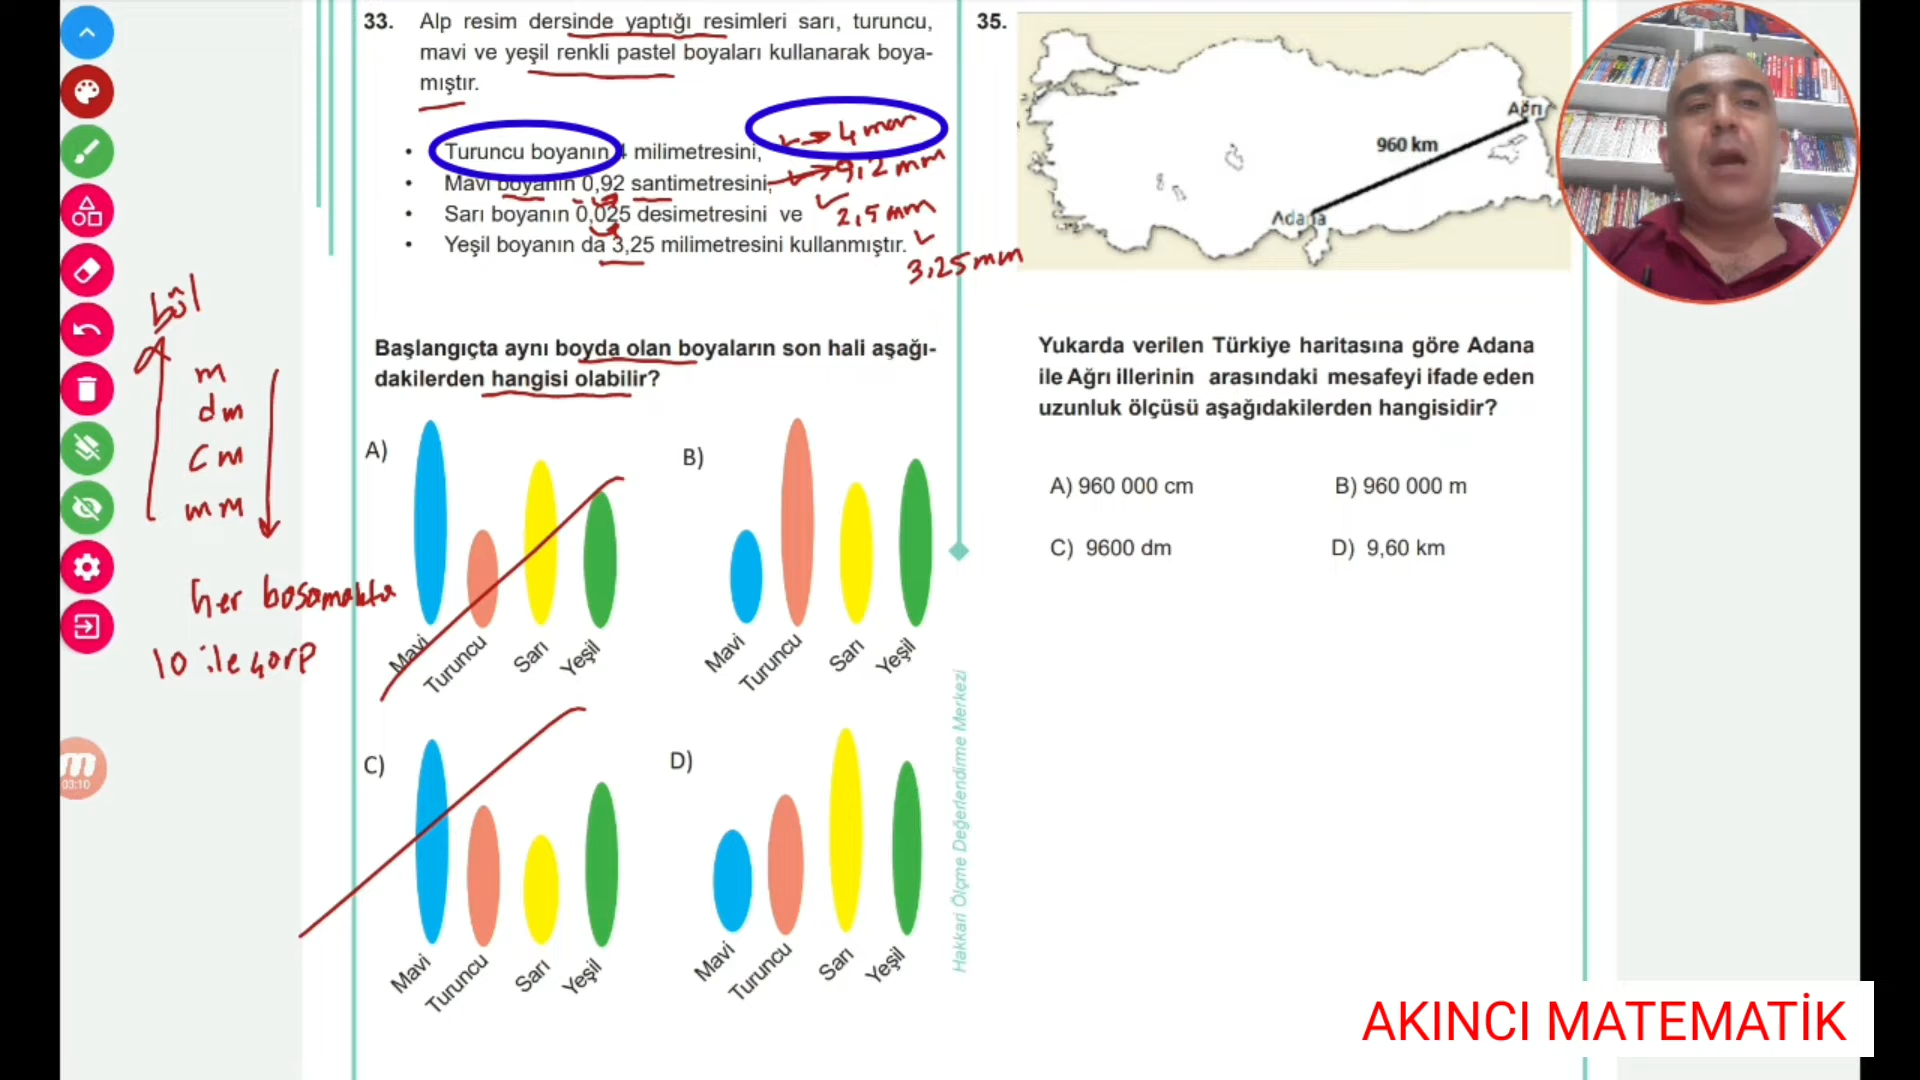 33. Alp resim dersinde yaptığı resimleri sarı, turuncu,
mavi ve yeşil renkli pastel boyaları kullanarak boya-
mıştır.
• Turuncu boyanın 4 milimetresini,
→ 4 mm
• Mavi boyanın 0,92 santimetresini,
→ 9,2 mm
• Sarı boyanın 0,025 desimetresini ve
2,5 mm
• Yeşil boyanın da 3,25 milimetresini kullanmıştır.
3,25 mm
Başlangıçta aynı boyda olan boyaların son hali aşağı-
dakilerden hangisi olabilir?
A)
Mavi Turuncu Sarı Yeşil
B)
Mavi Turuncu Sarı Yeşil
C)
Mavi Turuncu Sarı Yeşil
D)
Mavi Turuncu Sarı Yeşil
böl
m
dm
cm
mm
her basamakta
10 ile çarp
m
03:10
Hakkari Ölçme Değerlendirme Merkezi
35.
Ağrı
960 km
Adana
Yukarda verilen Türkiye haritasına göre Adana
ile Ağrı illerinin arasındaki mesafeyi ifade eden
uzunluk ölçüsü aşağıdakilerden hangisidir?
A) 960 000 cm B) 960 000 m
C) 9600 dm D) 9,60 km
AKINCI MATEMATİK